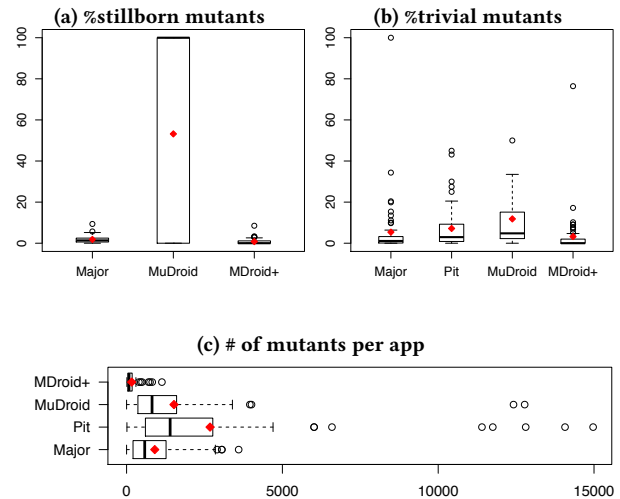 (a) %stillborn mutants
(b) %trivial mutants
100
80
60
40
20
0
Major
MuDroid
MDroid+
100
80
60
40
20
0
Major
Pit
MuDroid
MDroid+
(c) # of mutants per app
MDroid+
MuDroid
Pit
Major
0
5000
10000
15000